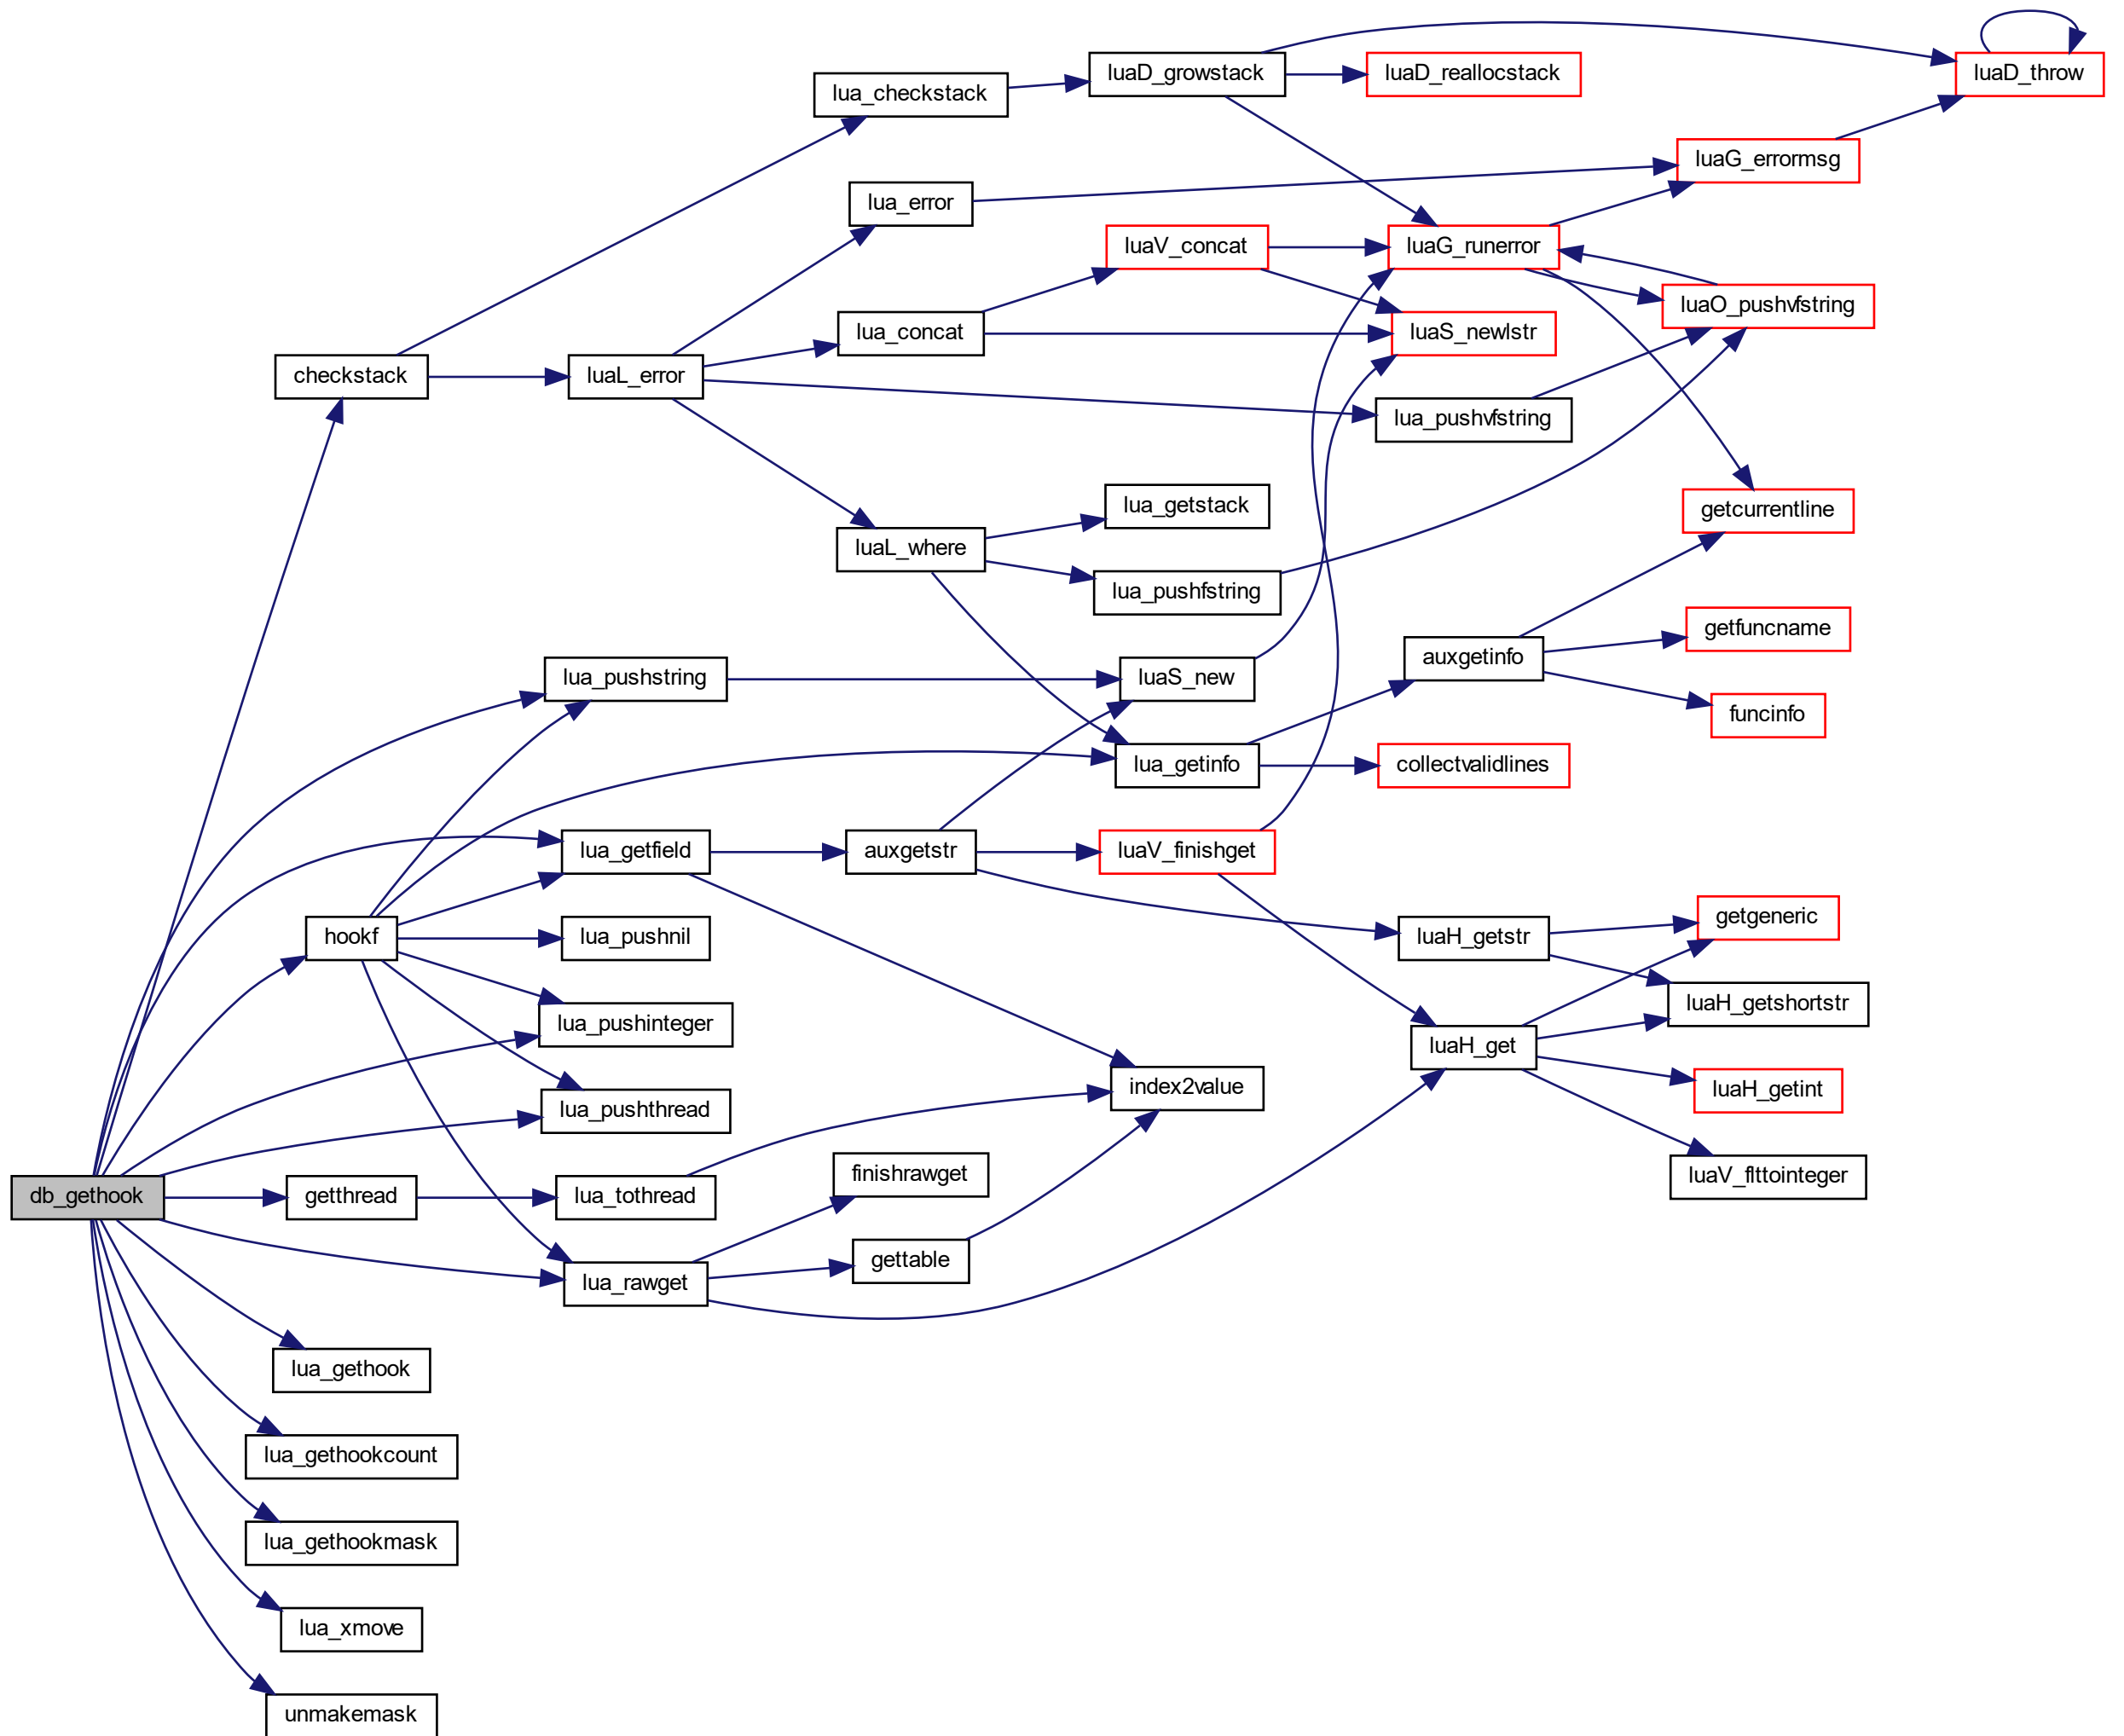 luaD_growstack
luaD_reallocstack
luaD_throw
lua_checkstack
luaG_errormsg
lua_error
luaV_concat
luaG_runerror
luaO_pushvfstring
lua_concat
luaS_newlstr
checkstack
luaL_error
lua_pushvfstring
lua_getstack
getcurrentline
luaL_where
lua_pushfstring
getfuncname
auxgetinfo
lua_pushstring
luaS_new
funcinfo
lua_getinfo
collectvalidlines
lua_getfield
auxgetstr
luaV_finishget
getgeneric
hookf
lua_pushnil
luaH_getstr
luaH_getshortstr
lua_pushinteger
luaH_get
index2value
luaH_getint
lua_pushthread
finishrawget
luaV_flttointeger
db_gethook
getthread
lua_tothread
gettable
lua_rawget
lua_gethook
lua_gethookcount
lua_gethookmask
lua_xmove
unmakemask